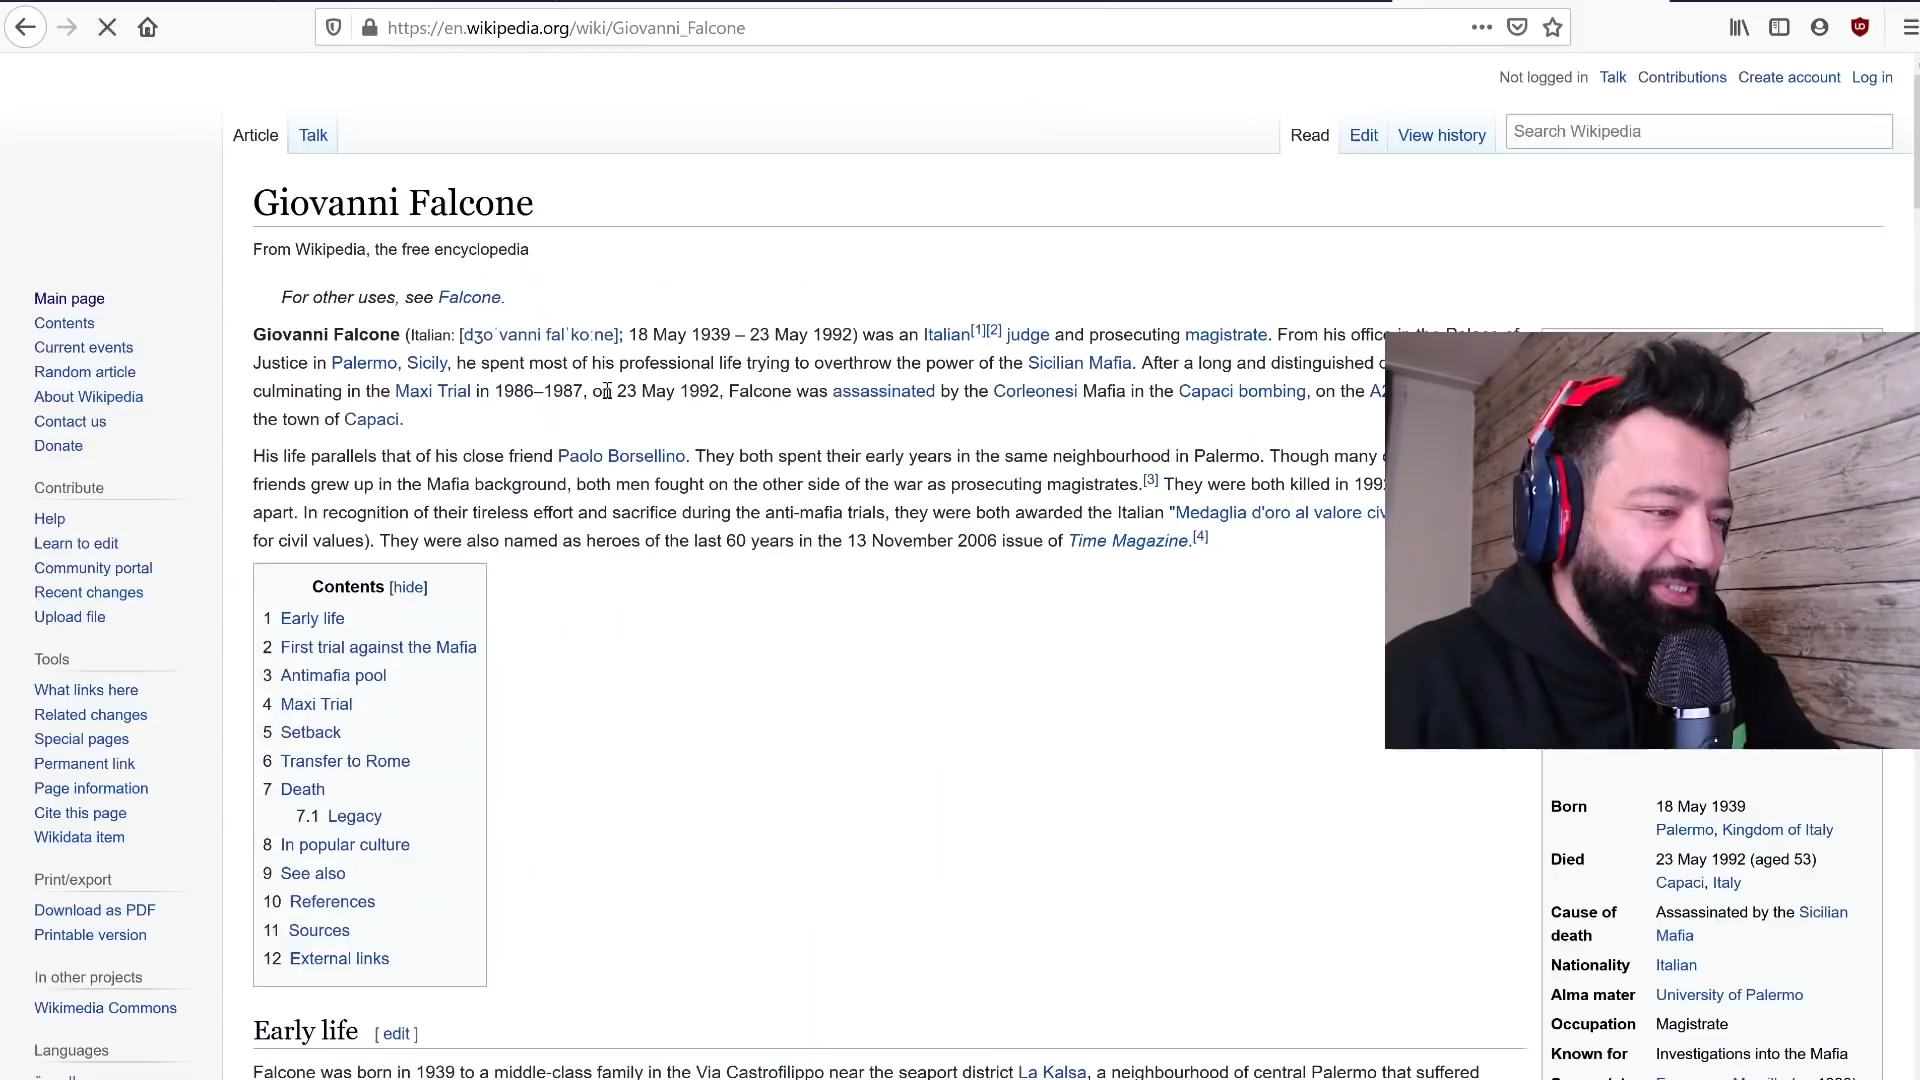 https://en.wikipedia.org/wiki/Giovanni_Falcone
Not logged in Talk Contributions Create account Log in
Article Talk Read Edit View history Search Wikipedia
Giovanni Falcone
From Wikipedia, the free encyclopedia
For other uses, see Falcone.
Giovanni Falcone (Italian: [dʒoˈvanni falˈkoːne]; 18 May 1939 – 23 May 1992) was an Italian[1][2] judge and prosecuting magistrate. From his office in the Palace of
Justice in Palermo, Sicily, he spent most of his professional life trying to overthrow the power of the Sicilian Mafia. After a long and distinguished
culminating in the Maxi Trial in 1986–1987, on 23 May 1992, Falcone was assassinated by the Corleonesi Mafia in the Capaci bombing, on the
the town of Capaci.
His life parallels that of his close friend Paolo Borsellino. They both spent their early years in the same neighbourhood in Palermo. Though many
friends grew up in the Mafia background, both men fought on the other side of the war as prosecuting magistrates.[3] They were both killed in
apart. In recognition of their tireless effort and sacrifice during the anti-mafia trials, they were both awarded the Italian "Medaglia d'oro al valore
for civil values). They were also named as heroes of the last 60 years in the 13 November 2006 issue of Time Magazine.[4]
Contents [hide]
1 Early life
2 First trial against the Mafia
3 Antimafia pool
4 Maxi Trial
5 Setback
6 Transfer to Rome
7 Death
7.1 Legacy
8 In popular culture
9 See also
10 References
11 Sources
12 External links
Early life [ edit ]
Falcone was born in 1939 to a middle-class family in the Via Castrofilippo near the seaport district La Kalsa, a neighbourhood of central Palermo that suffered
Main page
Contents
Current events
Random article
About Wikipedia
Contact us
Donate
Contribute
Help
Learn to edit
Community portal
Recent changes
Upload file
Tools
What links here
Related changes
Special pages
Permanent link
Page information
Cite this page
Wikidata item
Print/export
Download as PDF
Printable version
In other projects
Wikimedia Commons
Languages
Born 18 May 1939
Palermo, Kingdom of Italy
Died 23 May 1992 (aged 53)
Capaci, Italy
Cause of death Assassinated by the Sicilian
Mafia
Nationality Italian
Alma mater University of Palermo
Occupation Magistrate
Known for Investigations into the Mafia